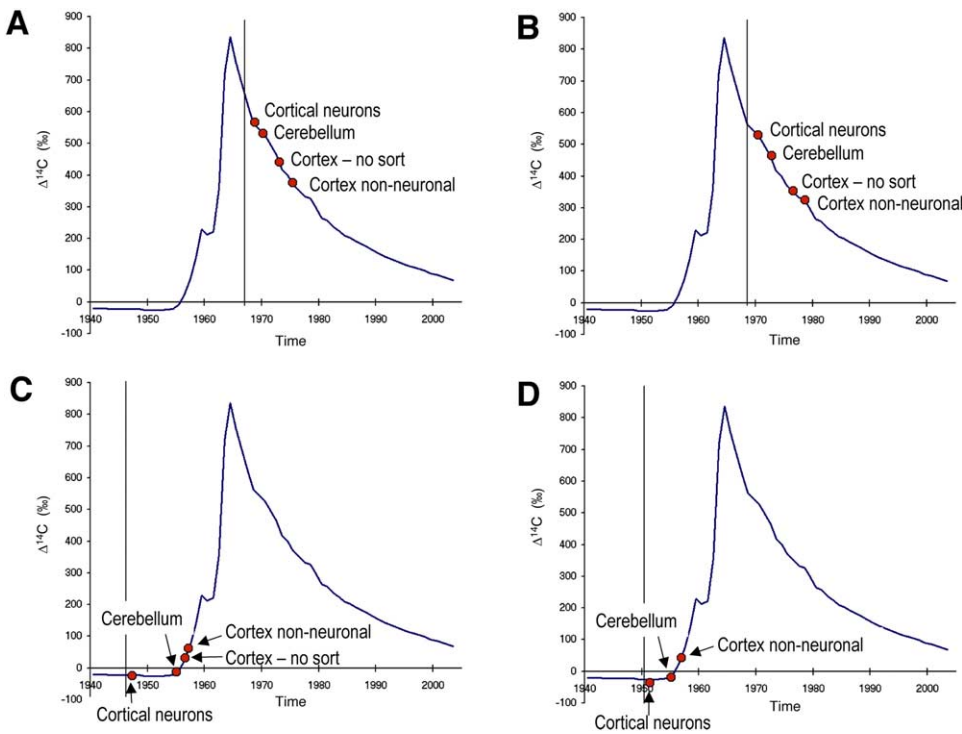 A
Δ14C (‰)
900
800
700
600
500
400
300
200
100
0
-100
1940
1950
1960
1970
1980
1990
2000
Time
Cortical neurons
Cerebellum
Cortex – no sort
Cortex non-neuronal
B
Δ14C (‰)
900
800
700
600
500
400
300
200
100
0
-100
1940
1950
1960
1970
1980
1990
2000
Time
Cortical neurons
Cerebellum
Cortex – no sort
Cortex non-neuronal
C
Δ14C (‰)
900
800
700
600
500
400
300
200
100
0
-100
1940
1950
1960
1970
1980
1990
2000
Time
Cerebellum
Cortex non-neuronal
Cortex – no sort
Cortical neurons
D
Δ14C (‰)
900
800
700
600
500
400
300
200
100
0
-100
1940
1950
1960
1970
1980
1990
2000
Time
Cerebellum
Cortex non-neuronal
Cortical neurons